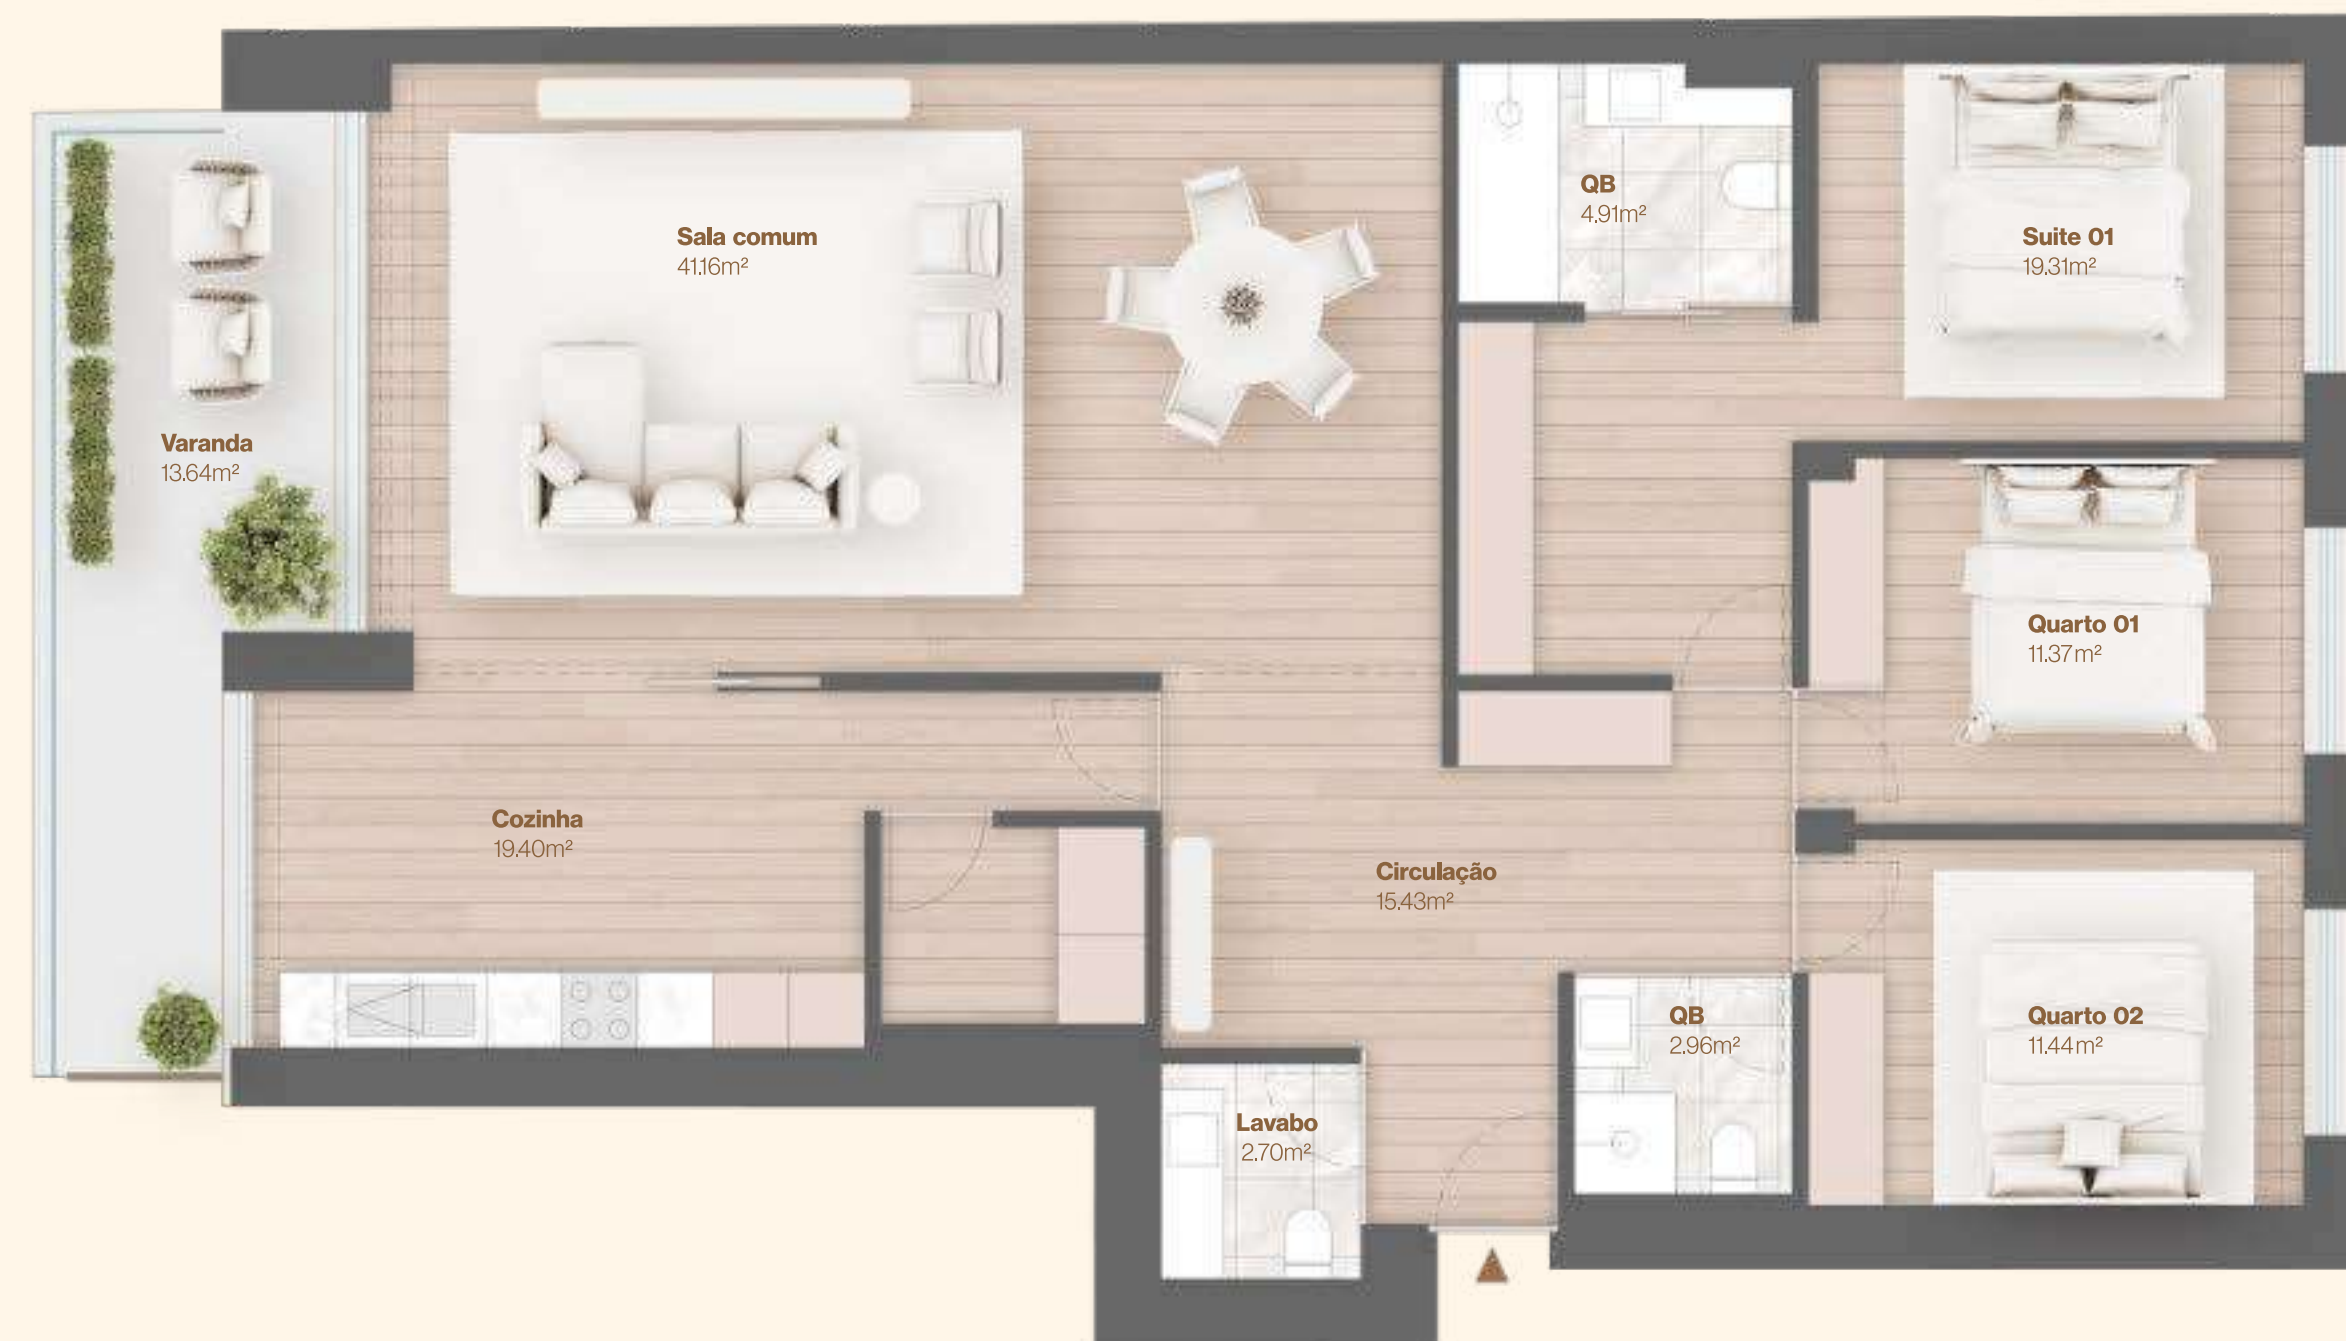 QB
4.91m²
Sala comum
41.16m²
Suite 01
19.31m²
Varanda
13.64m²
Quarto 01
11.37m²
Cozinha
19.40m²
Circulação
15.43m²
QB
2.96m²
Quarto 02
11.44m²
Lavabo
2.70m²